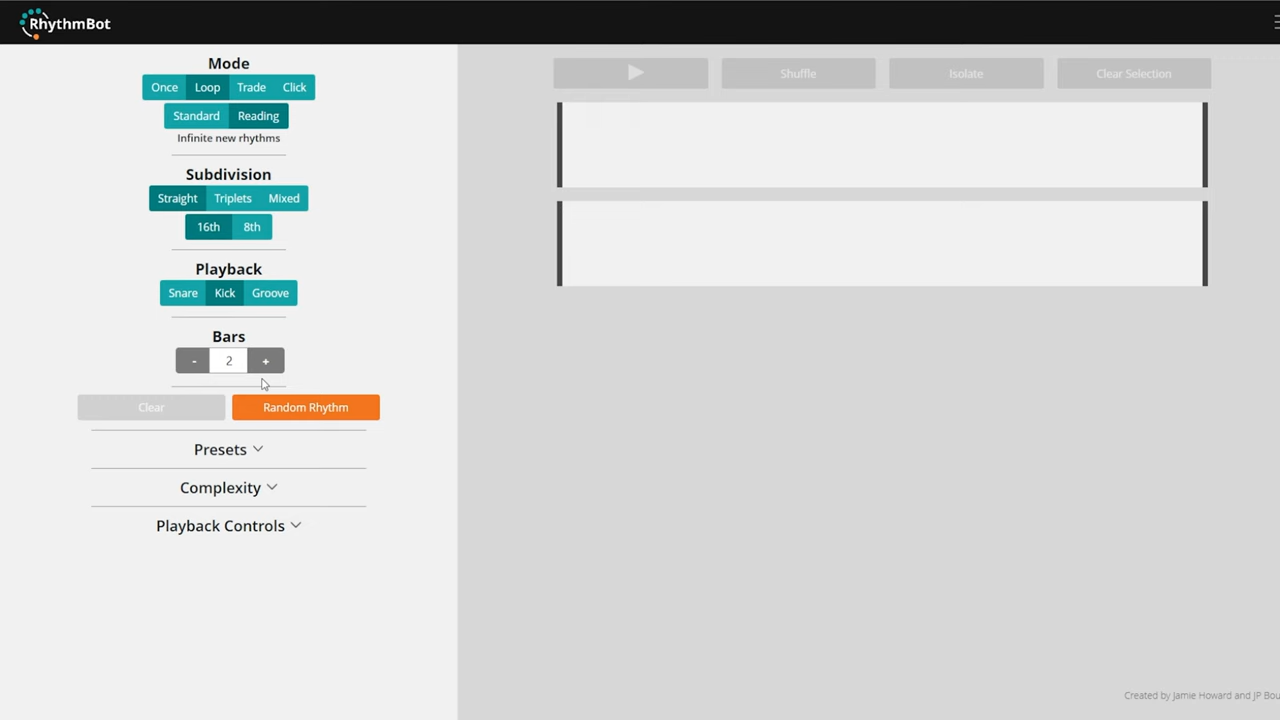 RhythmBot
Mode
Once Loop Trade Click
Standard Reading
Infinite new rhythms
Subdivision
Straight Triplets Mixed
16th 8th
Playback
Snare Kick Groove
Bars
- 2 +
Clear Random Rhythm
Presets
Complexity
Playback Controls
Shuffle Isolate Clear Selection
Created by Jamie Howard and JP Bou